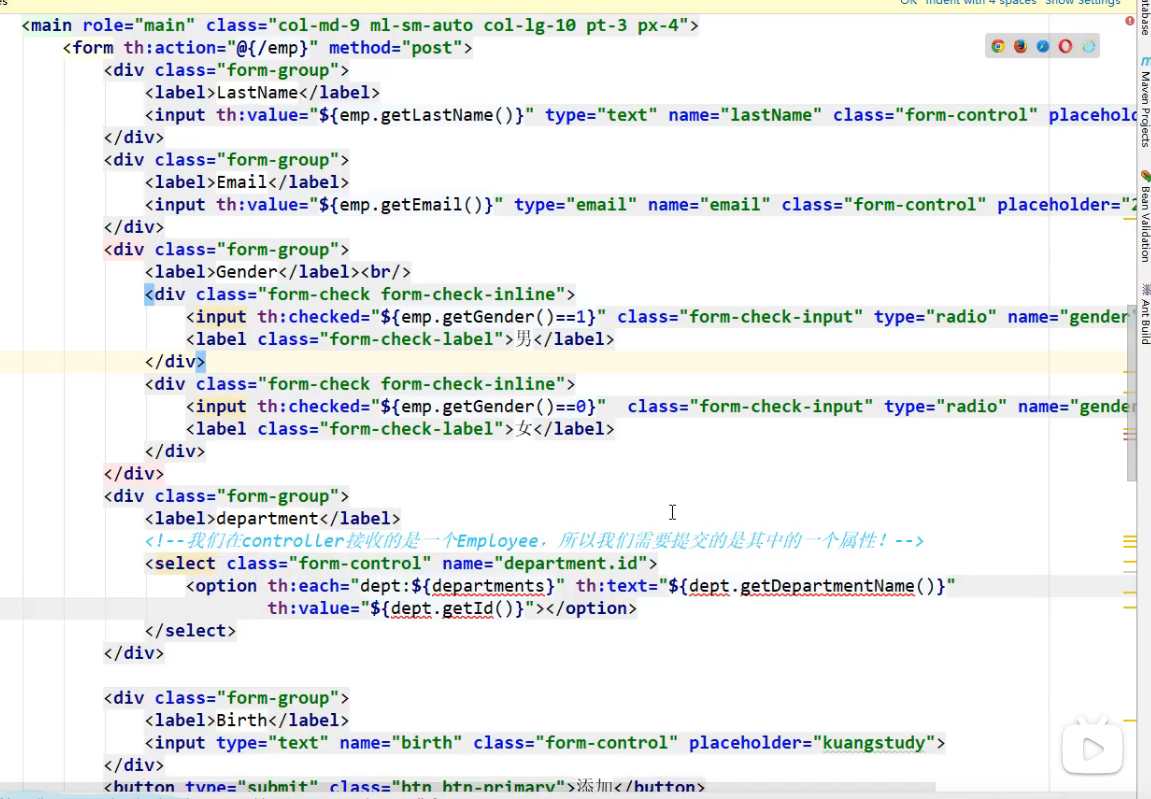 es OK Indent with 4 spaces Show Settings
<main role="main" class="col-md-9 ml-sm-auto col-lg-10 pt-3 px-4">
<form th:action="@{/emp}" method="post">
<div class="form-group">
<label>LastName</label>
<input th:value="${emp.getLastName()}" type="text" name="lastName" class="form-control" placehold
</div>
<div class="form-group">
<label>Email</label>
<input th:value="${emp.getEmail()}" type="email" name="email" class="form-control" placeholder="2
</div>
<div class="form-group">
<label>Gender</label><br/>
<div class="form-check form-check-inline">
<input th:checked="${emp.getGender()==1}" class="form-check-input" type="radio" name="gender"
<label class="form-check-label">男</label>
</div>
<div class="form-check form-check-inline">
<input th:checked="${emp.getGender()==0}"  class="form-check-input" type="radio" name="gende
<label class="form-check-label">女</label>
</div>
</div>
<div class="form-group">
<label>department</label>
<!--我们在controller接收的是一个Employee，所以我们需要提交的是其中的一个属性！-->
<select class="form-control" name="department.id">
<option th:each="dept:${departments}" th:text="${dept.getDepartmentName()}"
th:value="${dept.getId()}"></option>
</select>
</div>
<div class="form-group">
<label>Birth</label>
<input type="text" name="birth" class="form-control" placeholder="kuangstudy">
</div>
<button type="submit" class="btn btn-primary">添加</button>
atabase
m Maven Projects
Bean Validation
Ant Build